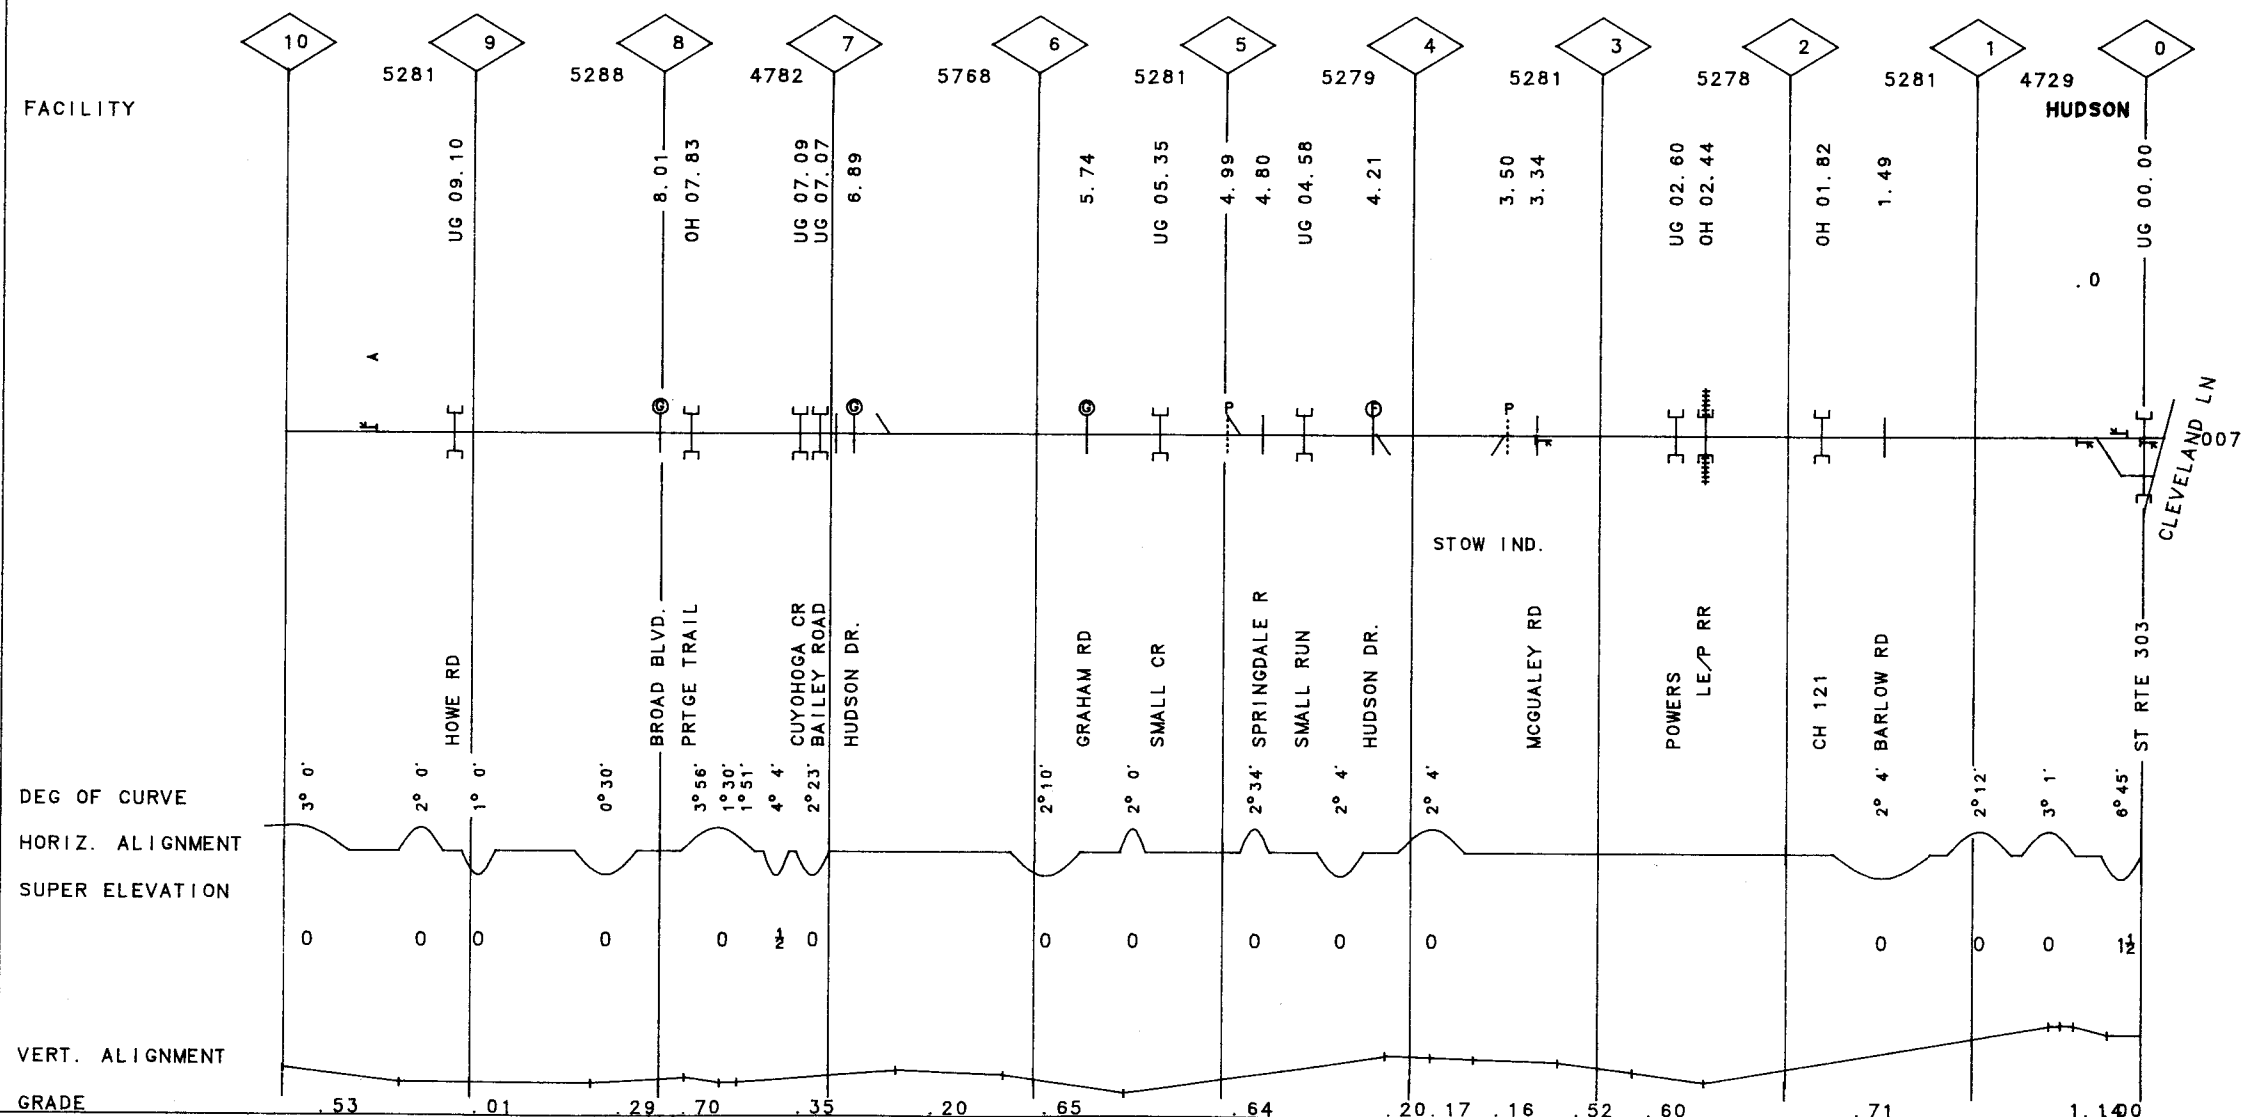 10 9 8 7 6 5 4 3 2 1 0
5281 5288 4782 5768 5281 5279 5281 5278 5281 4729
FACILITY
HUDSON
UG 09.10
8.01
OH 07.83
UG 07.09
UG 07.07
6.89
5.74
UG 05.35
4.99
4.80
UG 04.58
4.21
3.50
3.34
UG 02.60
OH 02.44
OH 01.82
1.49
UG 00.00
.0
A
G G G P F P
007
CLEVELAND LN
STOW IND.
HOWE RD
BROAD BLVD.
PRTGE TRAIL
CUYOHOGA CR
BAILEY ROAD
HUDSON DR.
GRAHAM RD
SMALL CR
SPRINGDALE R
SMALL RUN
HUDSON DR.
MCGUALEY RD
POWERS
LE/P RR
CH 121
BARLOW RD
ST RTE 303
DEG OF CURVE
3° 0' 2° 0' 1° 0' 0°30' 3°56' 1°30' 1°51' 4° 4' 2°23' 2°10' 2° 0' 2°34' 2° 4' 2° 4' 2° 4' 2°12' 3° 1' 6°45'
HORIZ. ALIGNMENT
SUPER ELEVATION
0 0 0 0 0 ½ 0 0 0 0 0 0 0 0 0 1½
VERT. ALIGNMENT
GRADE
.53 .01 .29 .70 .35 .20 .65 .64 .20 .17 .16 .52 .60 .71